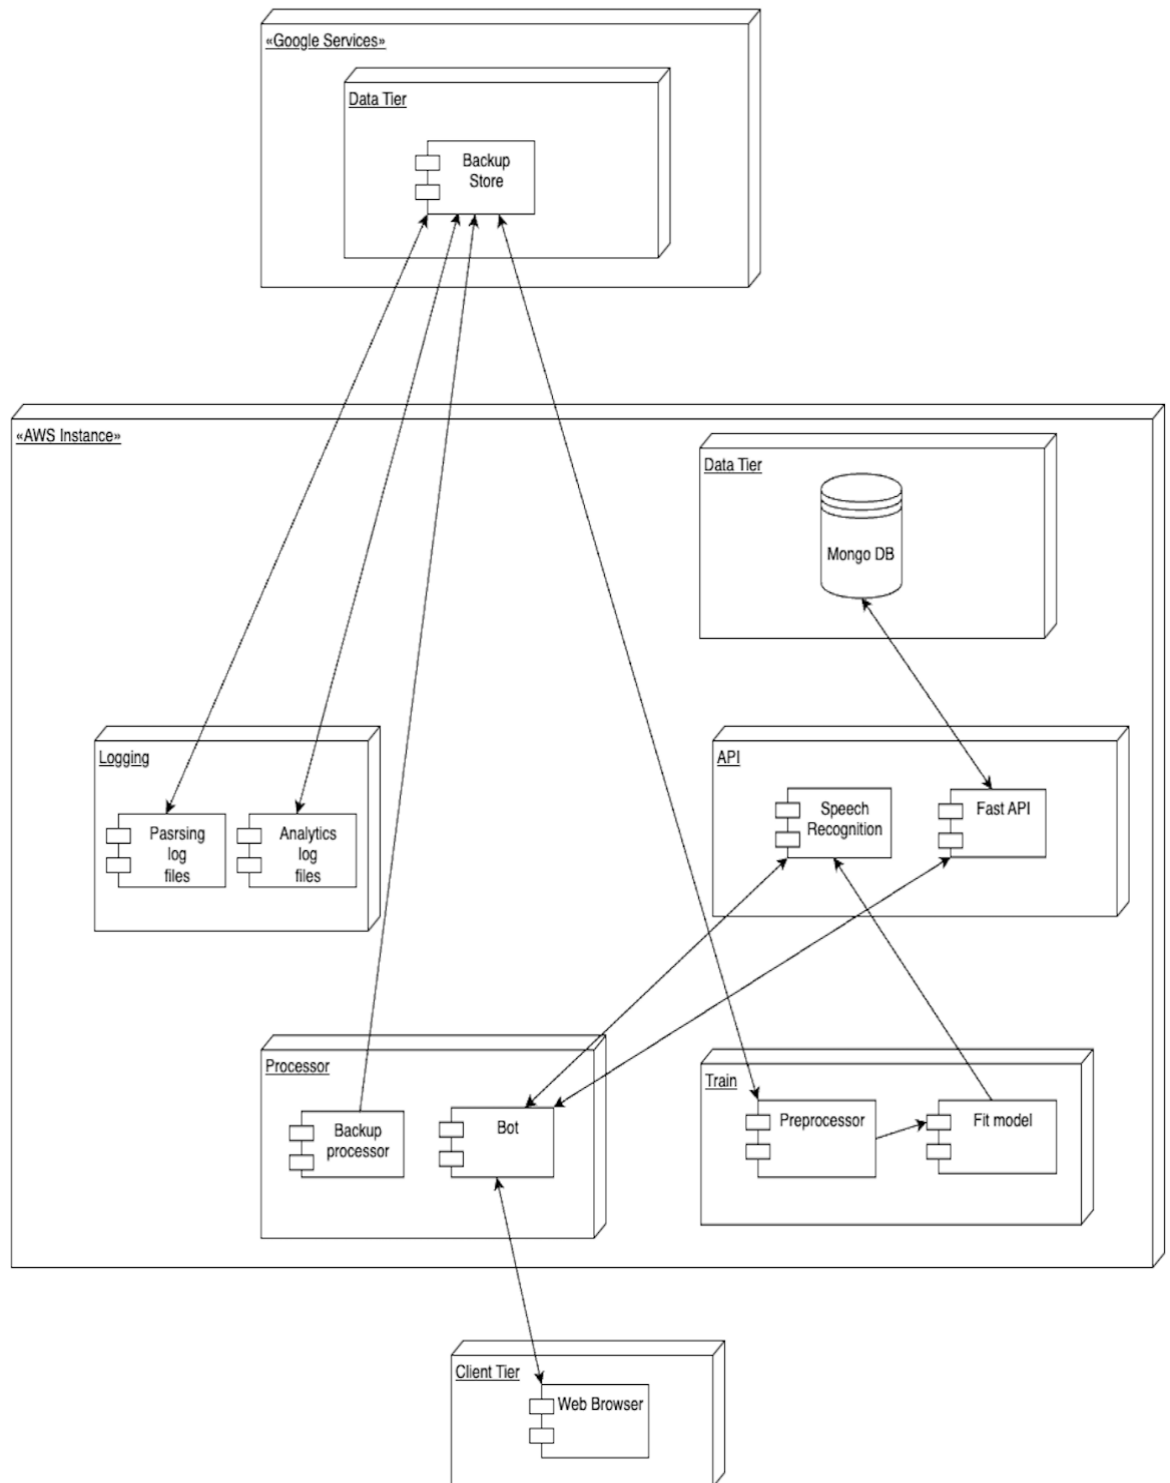 «Google Services»
Data Tier
Backup
Store
«AWS Instance»
Data Tier
Mongo DB
Logging
Pasrsing
log
files
Analytics
log
files
API
Speech
Recognition
Fast API
Processor
Backup
processor
Bot
Train
Preprocessor
Fit model
Client Tier
Web Browser